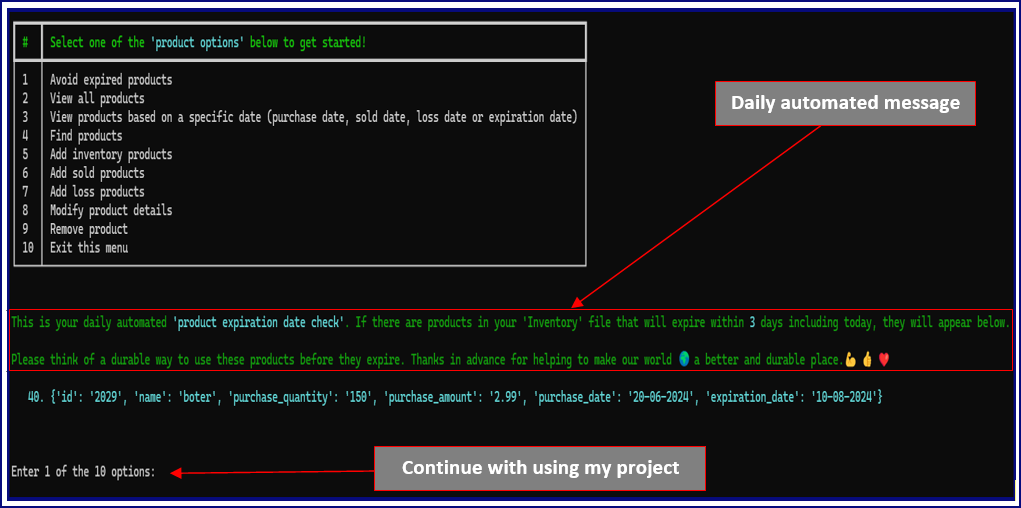 # Select one of the 'product options' below to get started!
1 Avoid expired products
2 View all products
3 View products based on a specific date (purchase date, sold date, loss date or expiration date)
4 Find products
5 Add inventory products
6 Add sold products
7 Add loss products
8 Modify product details
9 Remove product
10 Exit this menu
Daily automated message
This is your daily automated 'product expiration date check'. If there are products in your 'Inventory' file that will expire within 3 days including today, they will appear below.
Please think of a durable way to use these products before they expire. Thanks in advance for helping to make our world 🌍 a better and durable place.💪 👍 ❤️
40. {'id': '2029', 'name': 'boter', 'purchase_quantity': '150', 'purchase_amount': '2.99', 'purchase_date': '20-06-2024', 'expiration_date': '10-08-2024'}
Enter 1 of the 10 options:
Continue with using my project